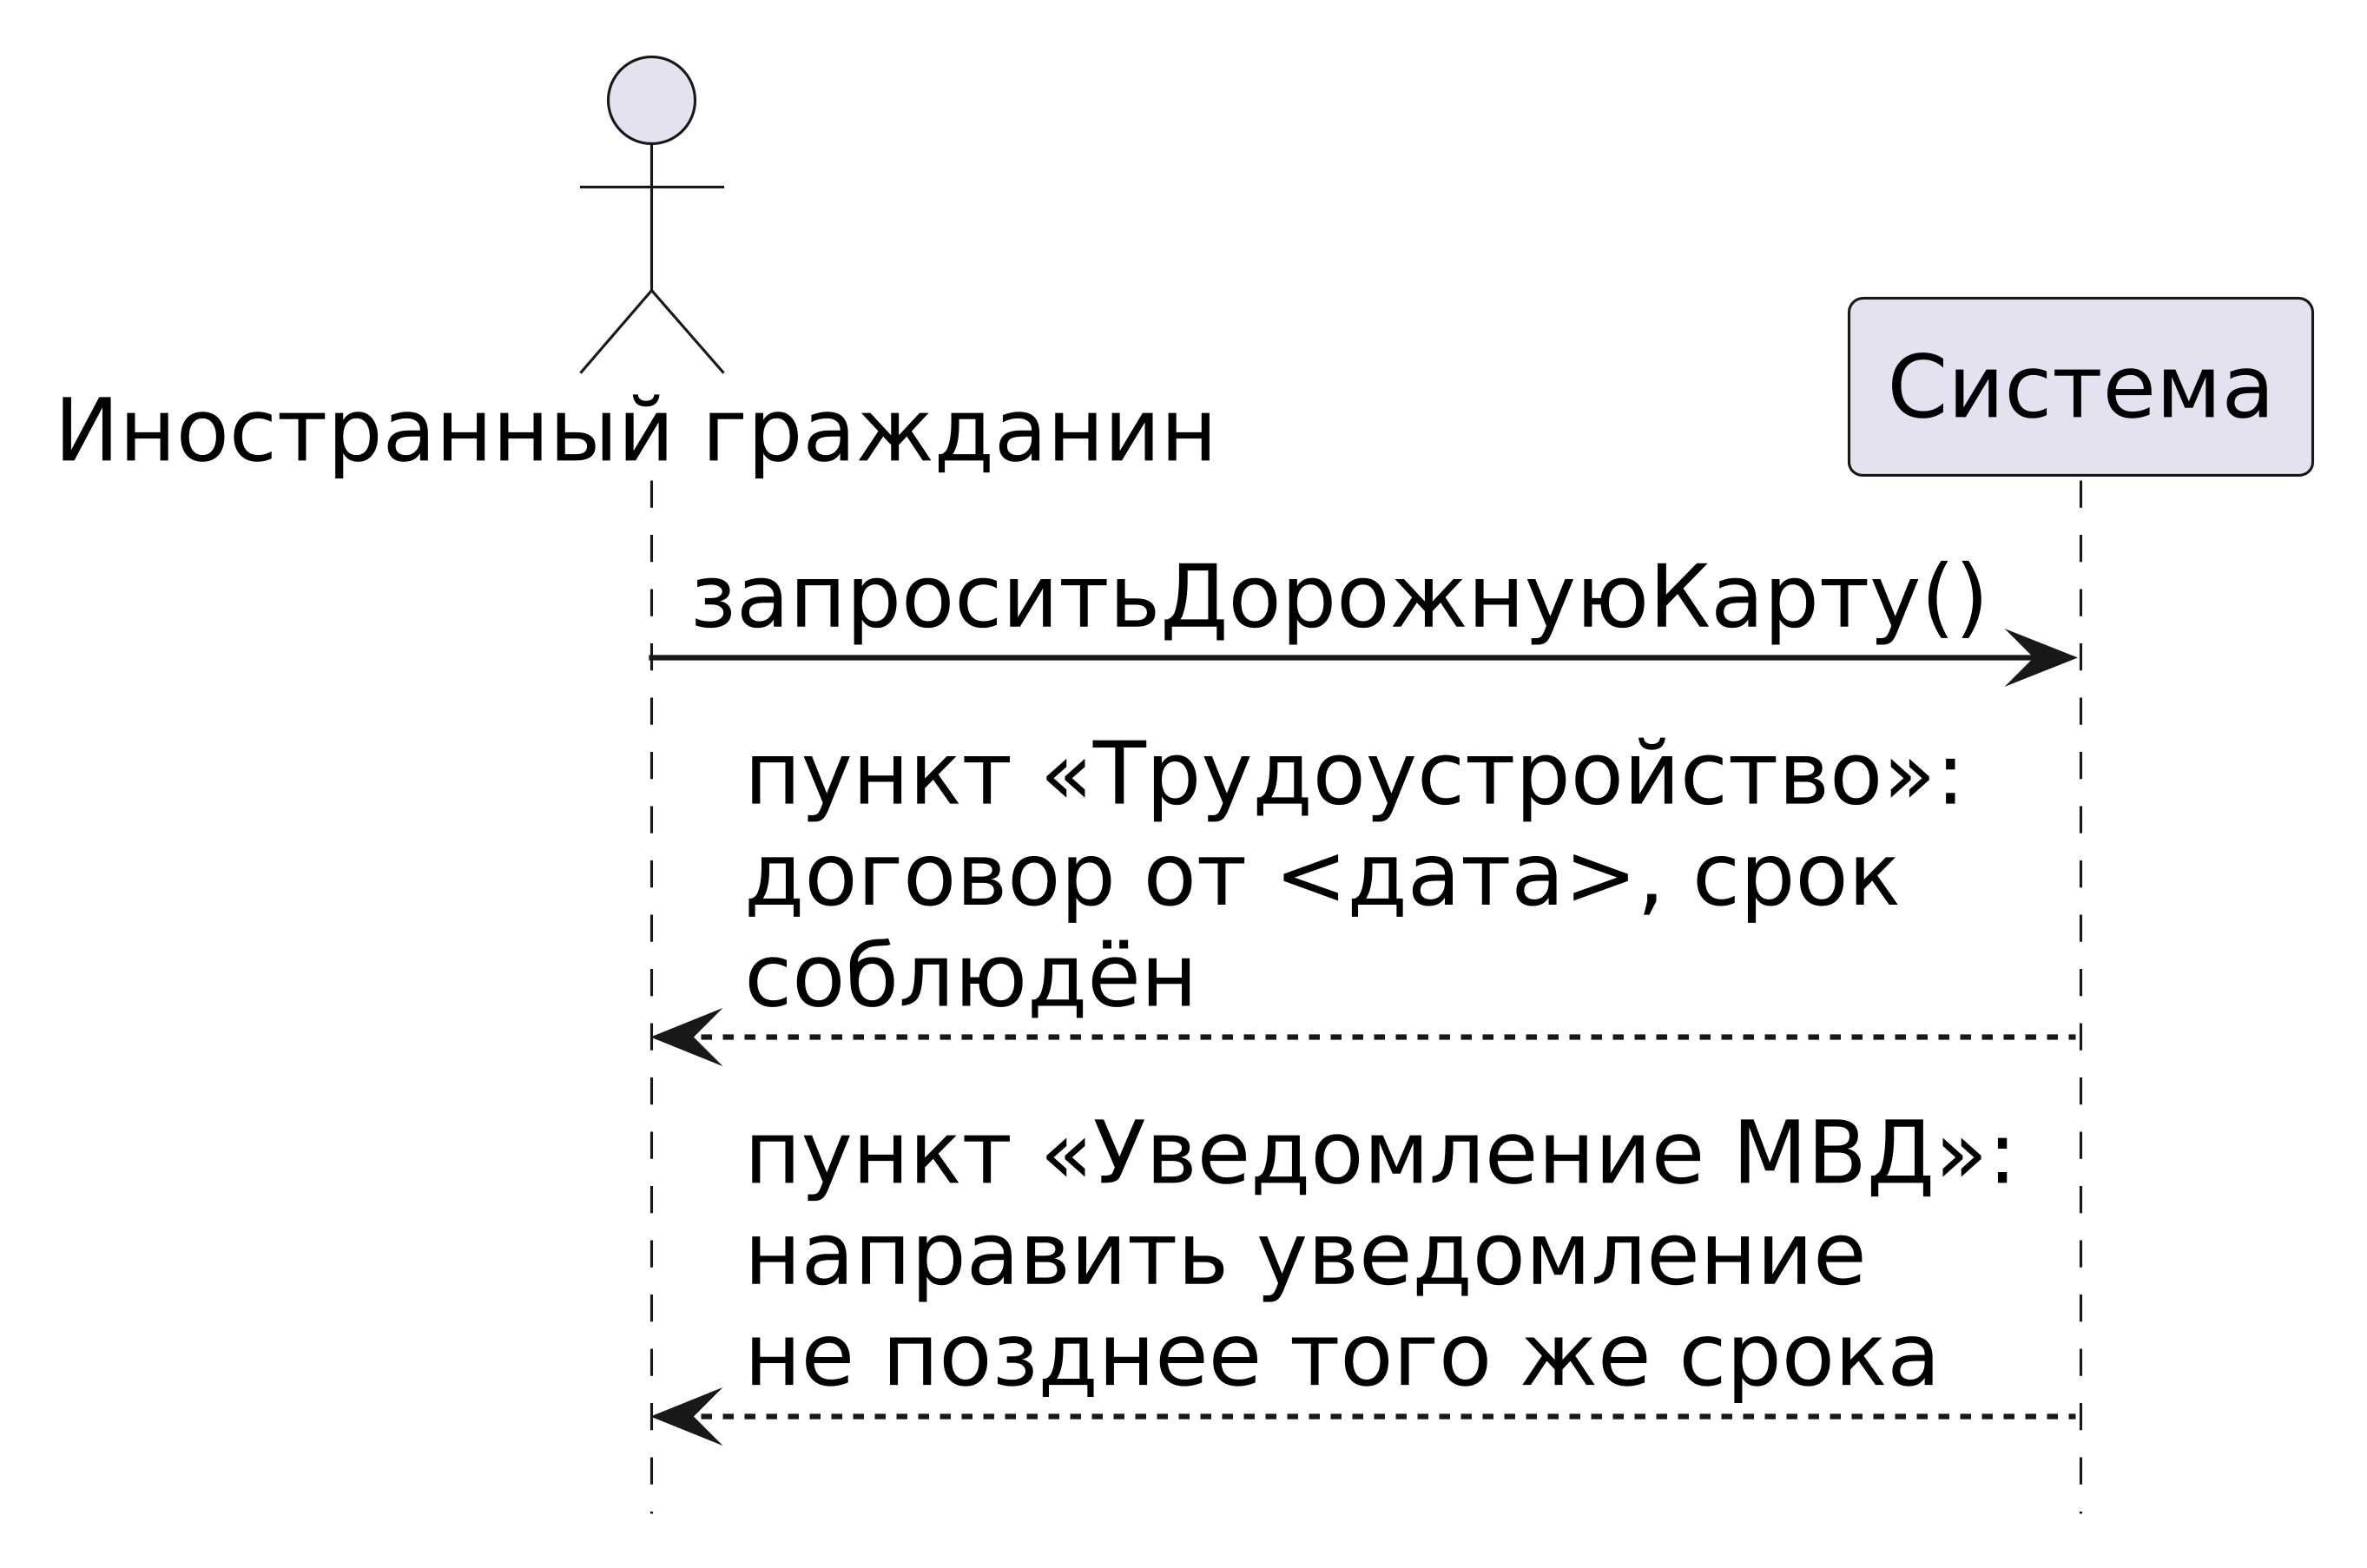 Иностранный гражданин
Система
запроситьДорожнуюКарту()
пункт «Трудоустройство»:
договор от <дата>, срок
соблюдён
пункт «Уведомление МВД»:
направить уведомление
не позднее того же срока